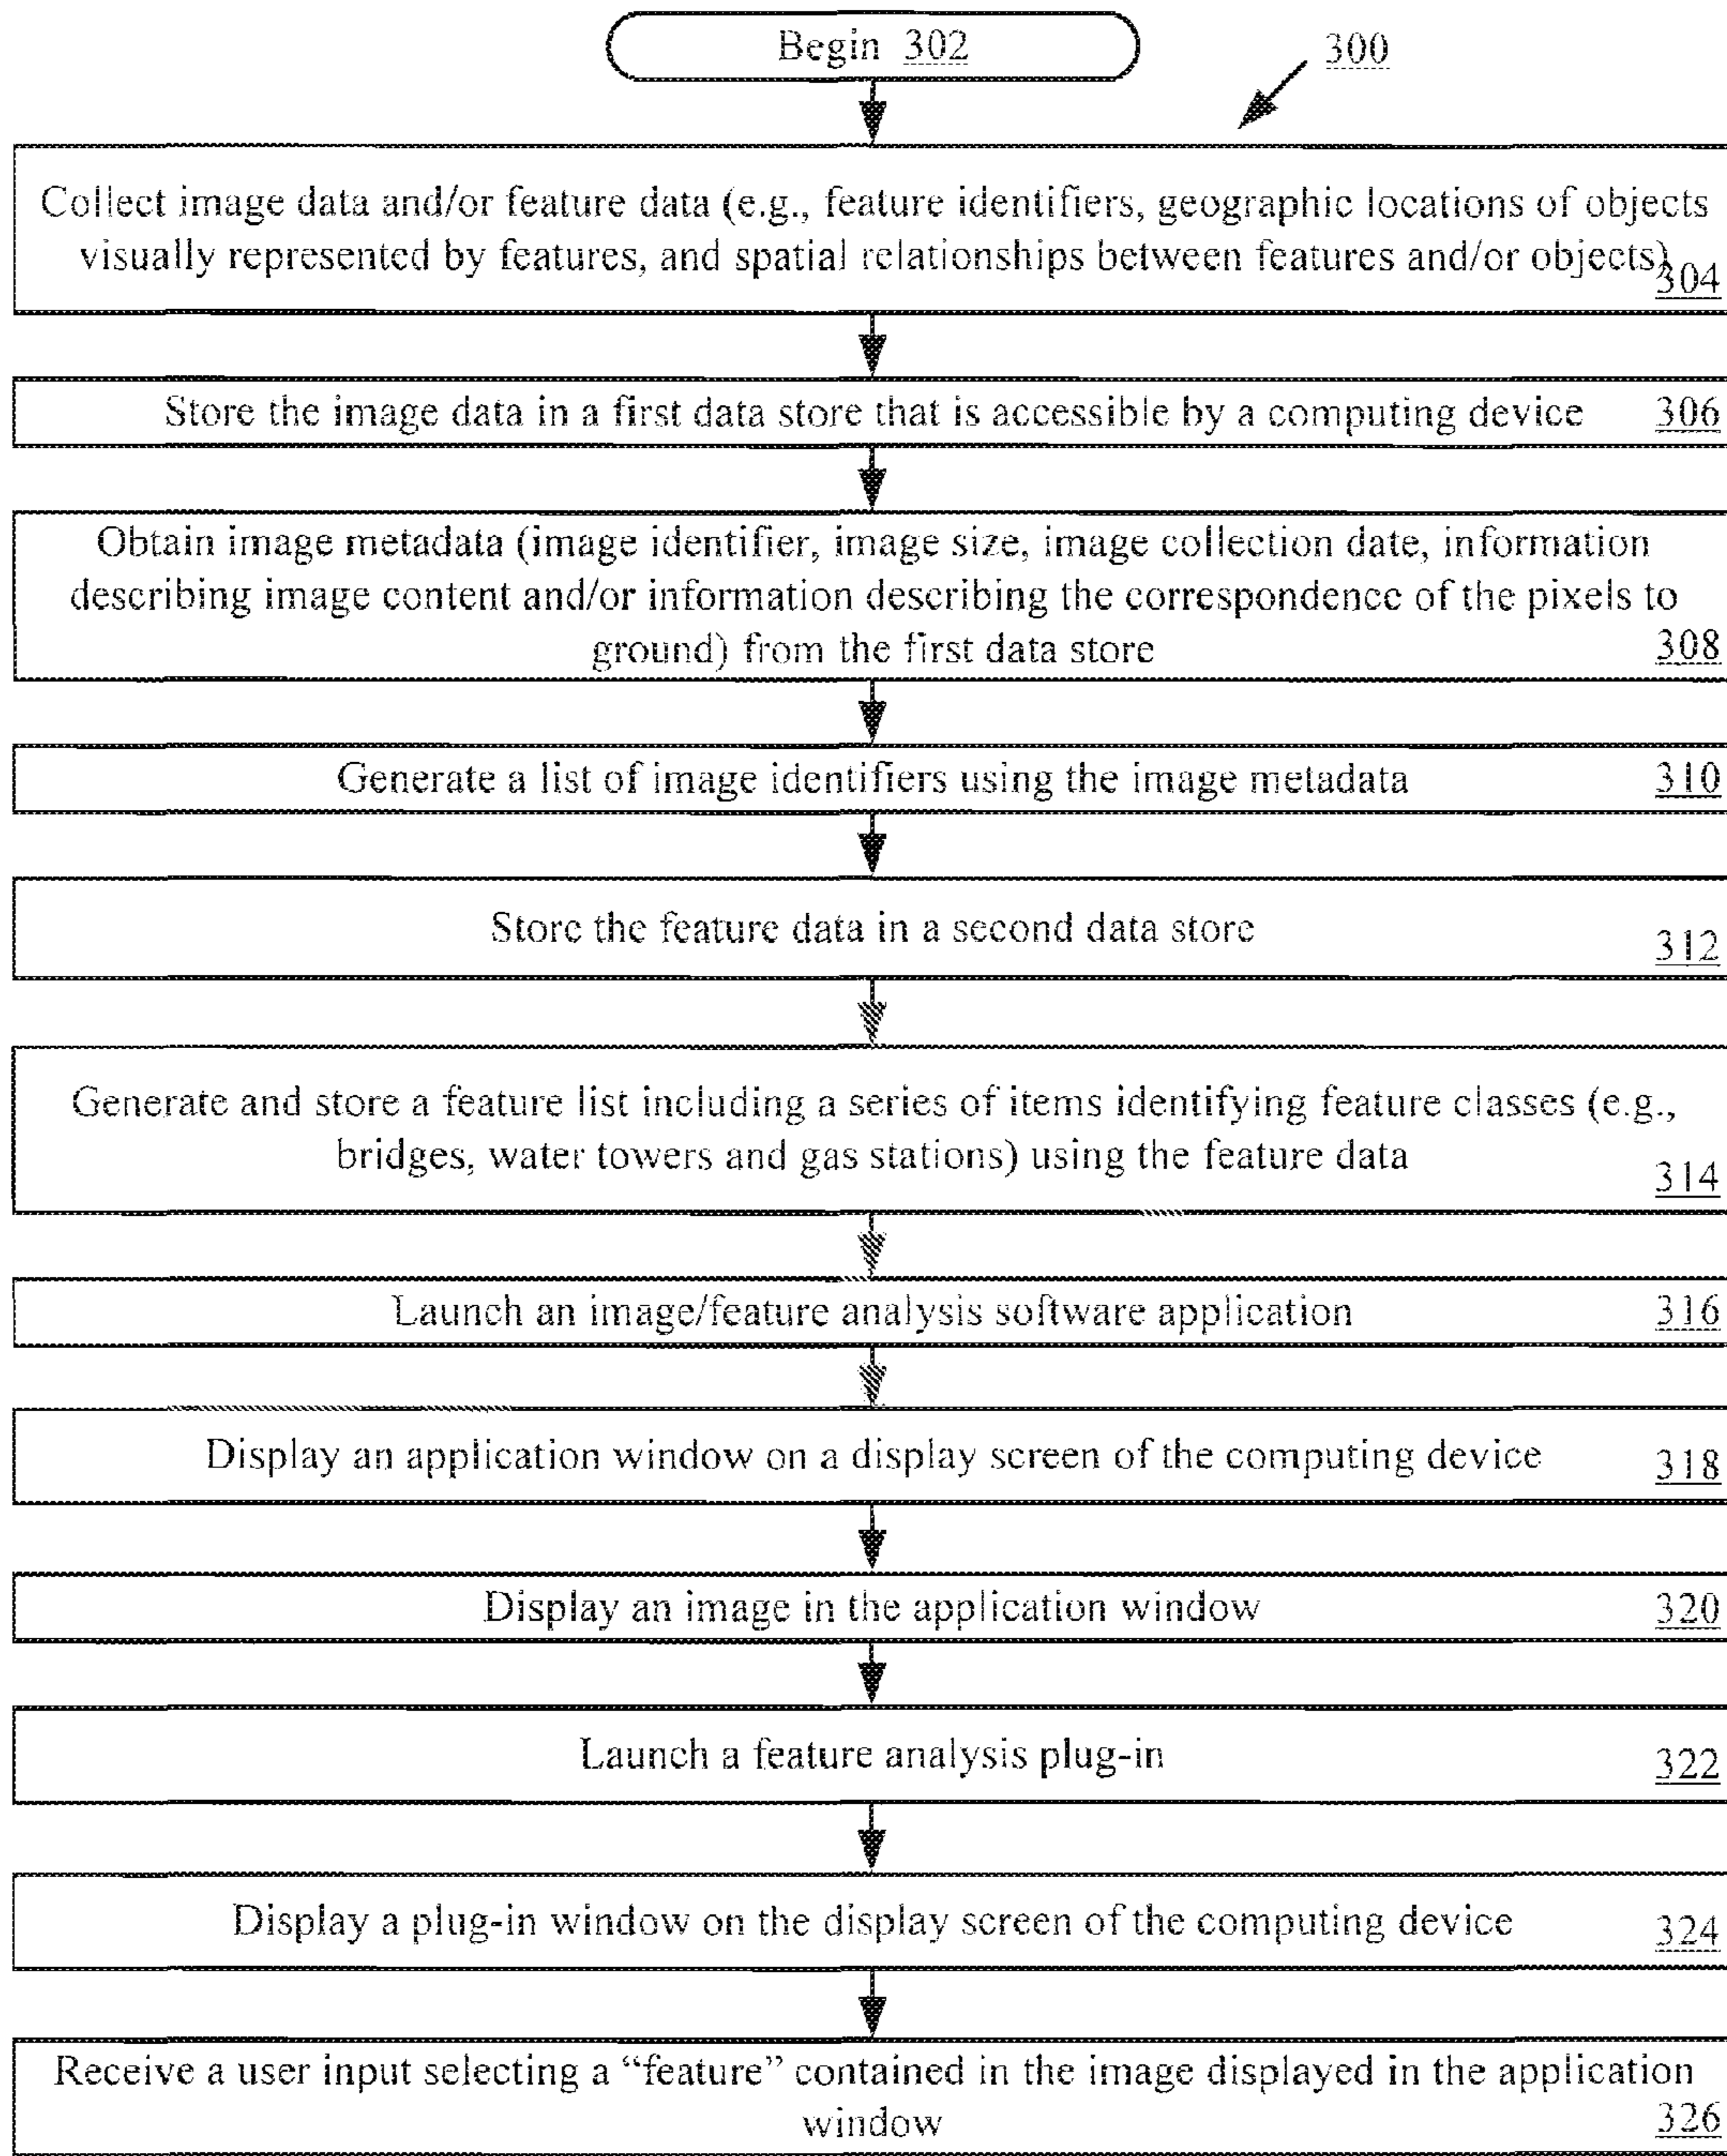 Begin 302
300
Collect image data and/or feature data (e.g., feature identifiers, geographic locations of objects
visually represented by features, and spatial relationships between features and/or objects)
304
Store the image data in a first data store that is accessible by a computing device 306
Obtain image metadata (image identifier, image size, image collection date, information
describing image content and/or information describing the correspondence of the pixels to
ground) from the first data store 308
Generate a list of image identifiers using the image metadata 310
Store the feature data in a second data store 312
Generate and store a feature list including a series of items identifying feature classes (e.g.,
bridges, water towers and gas stations) using the feature data 314
Launch an image/feature analysis software application 316
Display an application window on a display screen of the computing device 318
Display an image in the application window 320
Launch a feature analysis plug-in 322
Display a plug-in window on the display screen of the computing device 324
Receive a user input selecting a “feature” contained in the image displayed in the application
window 326